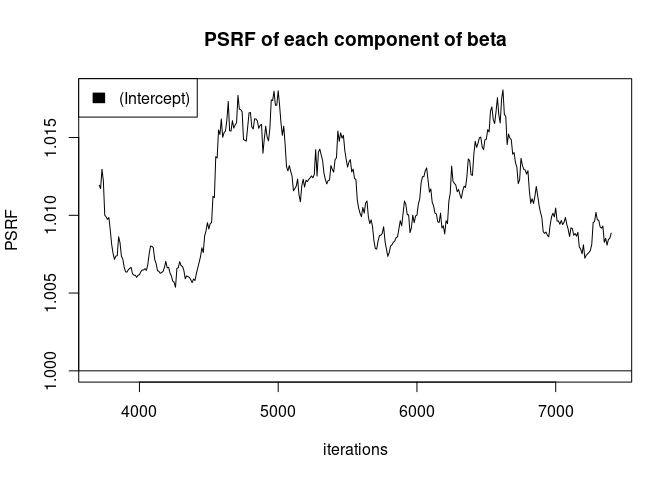 PSRF of each component of beta
(Intercept)
PSRF
1.015
1.010
1.005
1.000
4000 5000 6000 7000
iterations